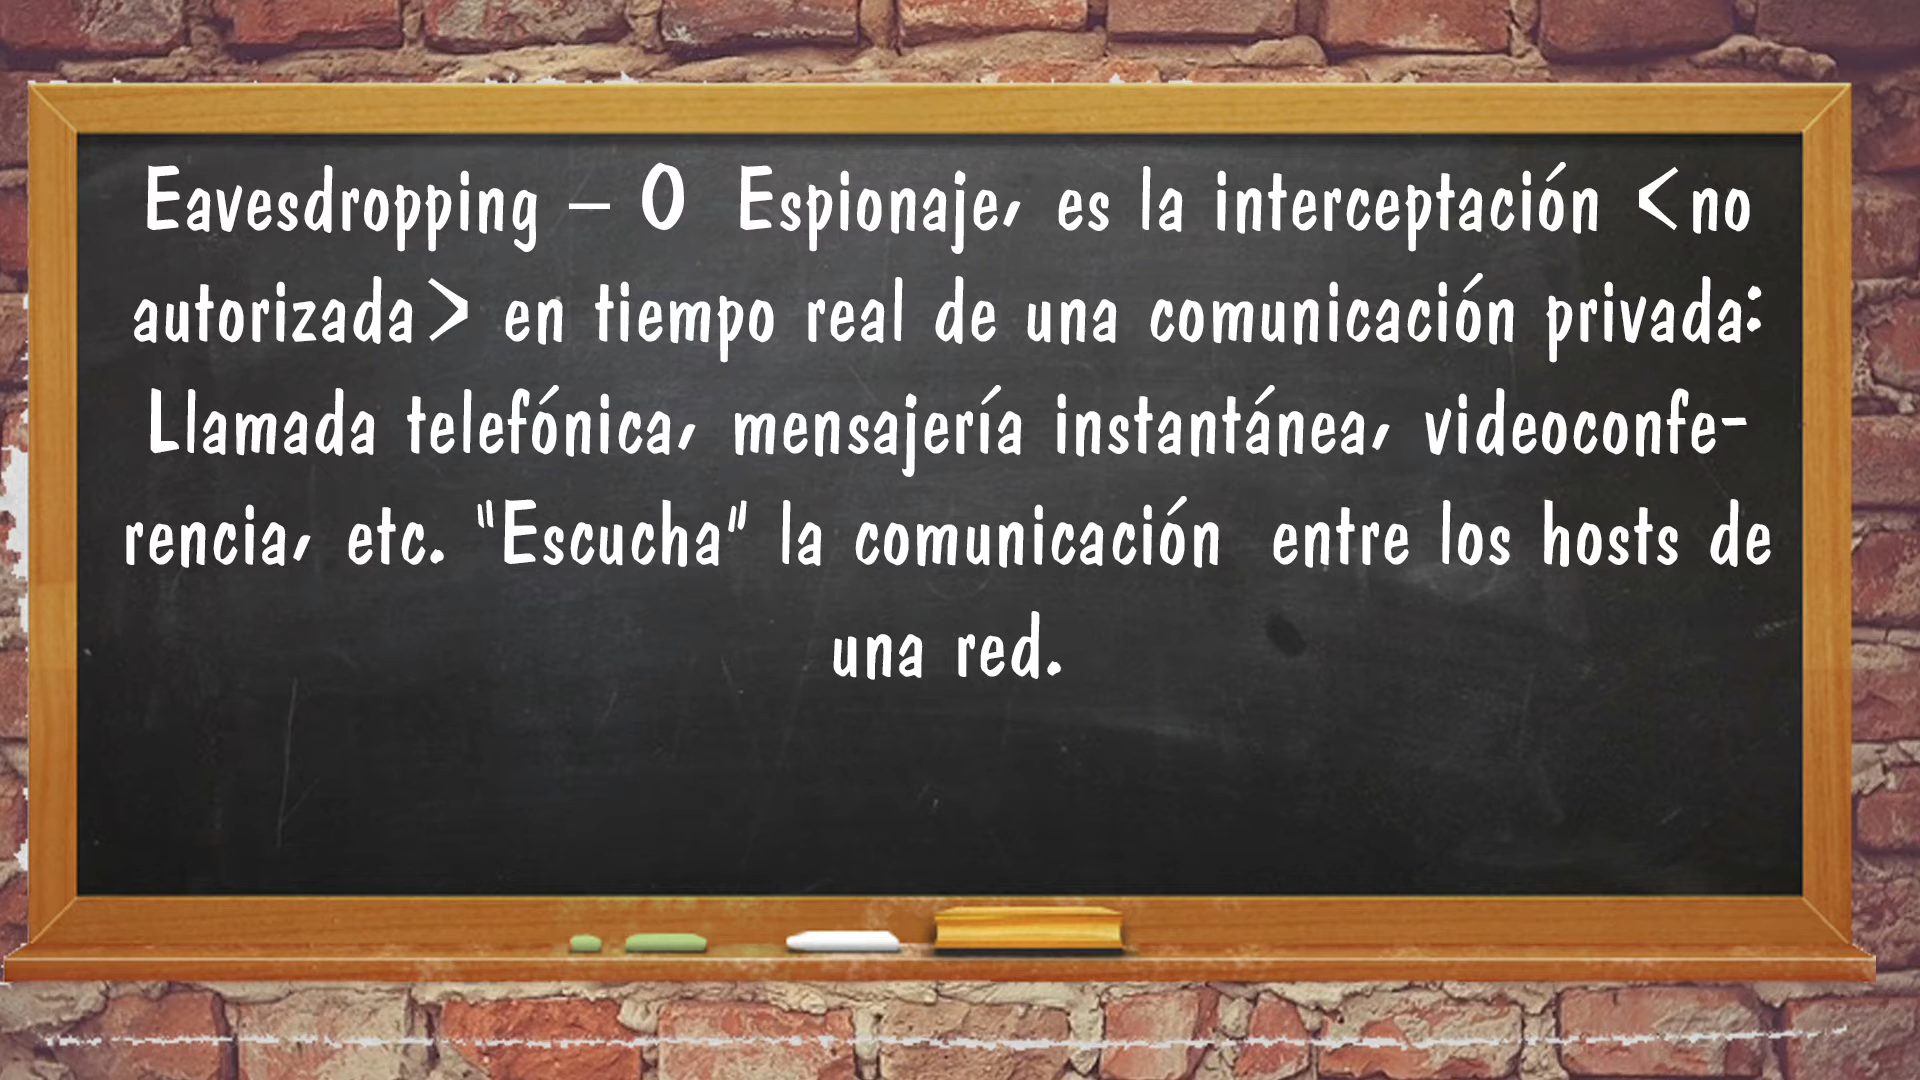 Eavesdropping – O  Espionaje, es la interceptación <no
autorizada> en tiempo real de una comunicación privada:
Llamada telefónica, mensajería instantánea, videoconfe-
rencia, etc. "Escucha" la comunicación  entre los hosts de
una red.